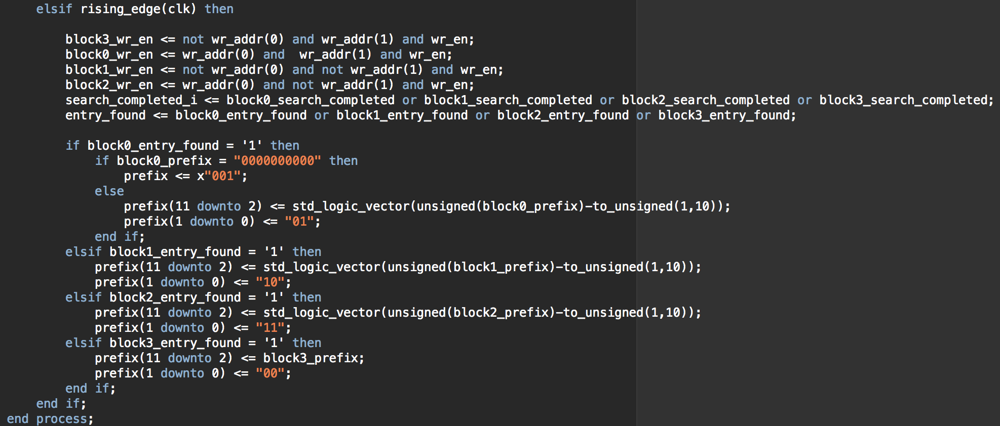 elsif rising_edge(clk) then
block3_wr_en <= not wr_addr(0) and wr_addr(1) and wr_en;
block0_wr_en <= wr_addr(0) and  wr_addr(1) and wr_en;
block1_wr_en <= not wr_addr(0) and not wr_addr(1) and wr_en;
block2_wr_en <= wr_addr(0) and not wr_addr(1) and wr_en;
search_completed_i <= block0_search_completed or block1_search_completed or block2_search_completed or block3_search_completed;
entry_found <= block0_entry_found or block1_entry_found or block2_entry_found or block3_entry_found;
if block0_entry_found = '1' then
if block0_prefix = "0000000000" then
prefix <= x"001";
else
prefix(11 downto 2) <= std_logic_vector(unsigned(block0_prefix)-to_unsigned(1,10));
prefix(1 downto 0) <= "01";
end if;
elsif block1_entry_found = '1' then
prefix(11 downto 2) <= std_logic_vector(unsigned(block1_prefix)-to_unsigned(1,10));
prefix(1 downto 0) <= "10";
elsif block2_entry_found = '1' then
prefix(11 downto 2) <= std_logic_vector(unsigned(block2_prefix)-to_unsigned(1,10));
prefix(1 downto 0) <= "11";
elsif block3_entry_found = '1' then
prefix(11 downto 2) <= block3_prefix;
prefix(1 downto 0) <= "00";
end if;
end if;
end process;